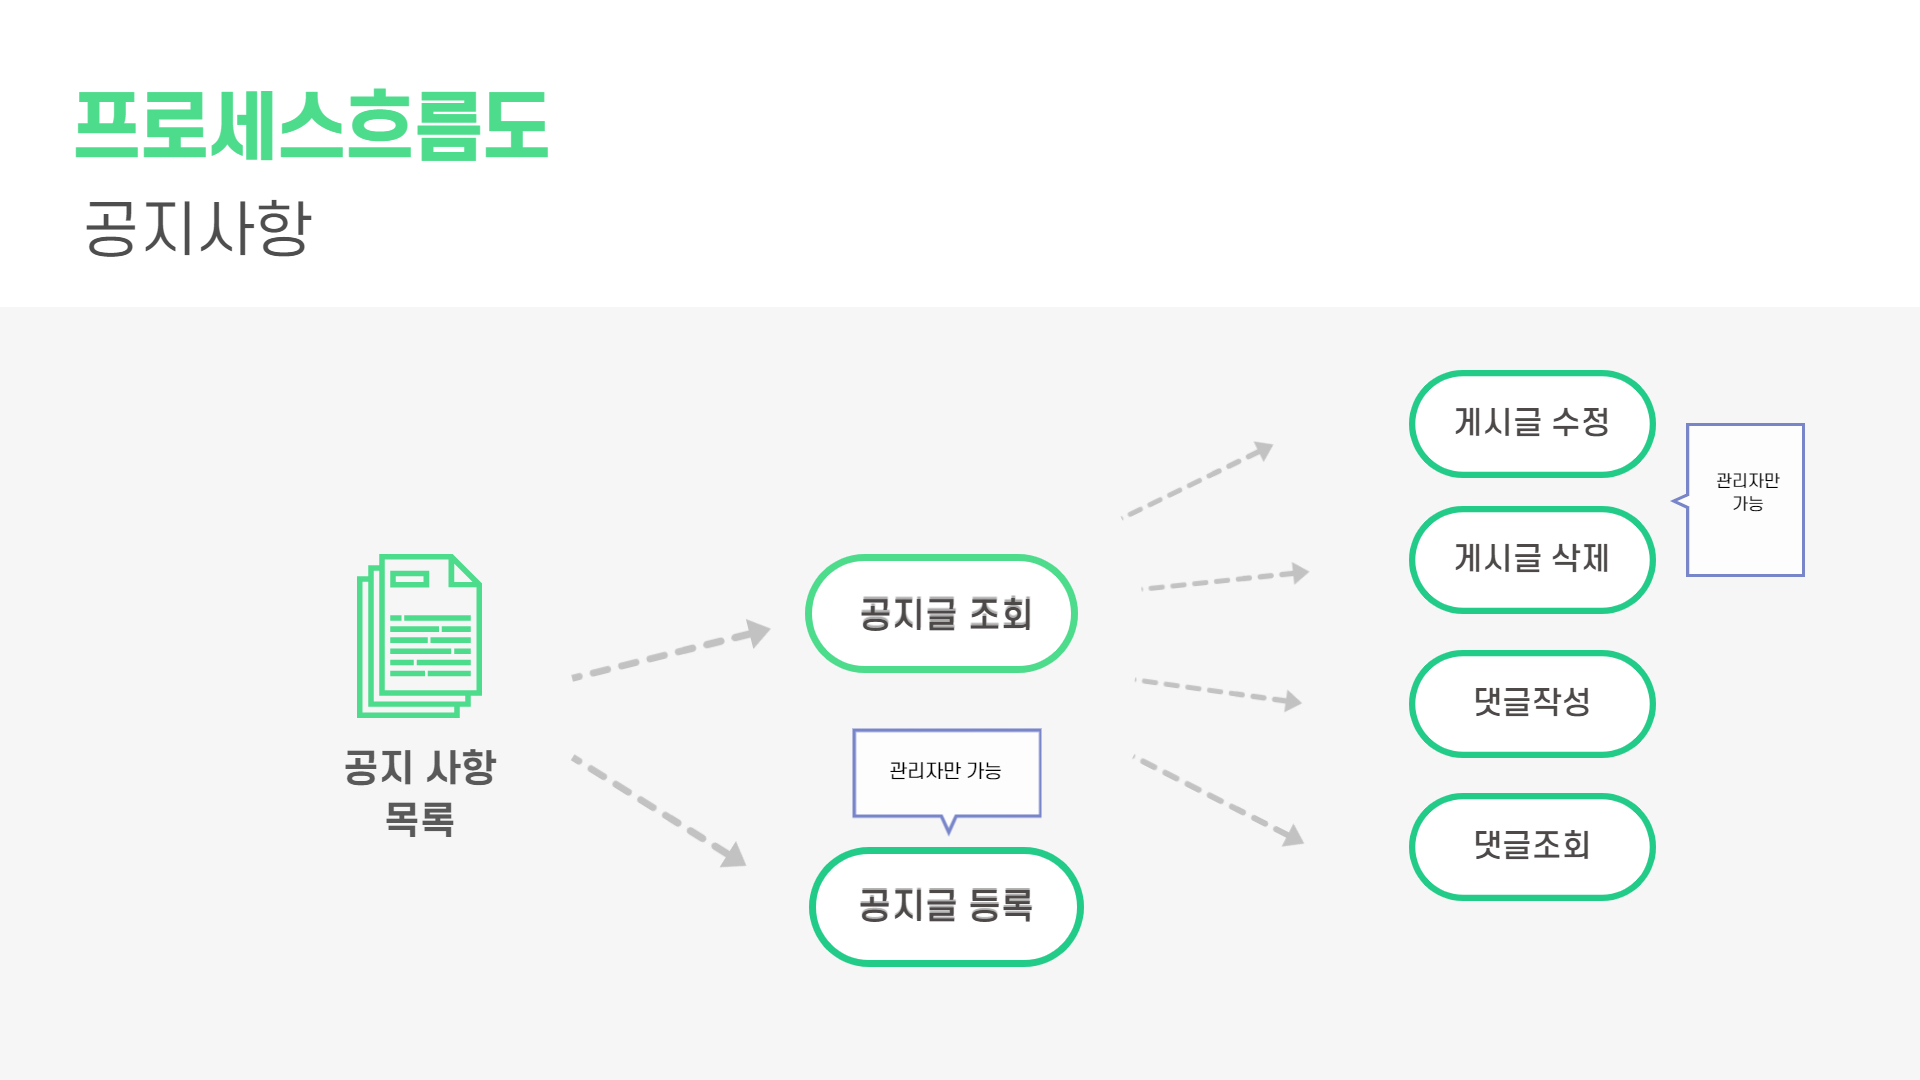 프로세스흐름도
공지사항
공지 사항
목록
공지글 조회
관리자만 가능
공지글 등록
게시글 수정
게시글 삭제
관리자만
가능
댓글작성
댓글조회